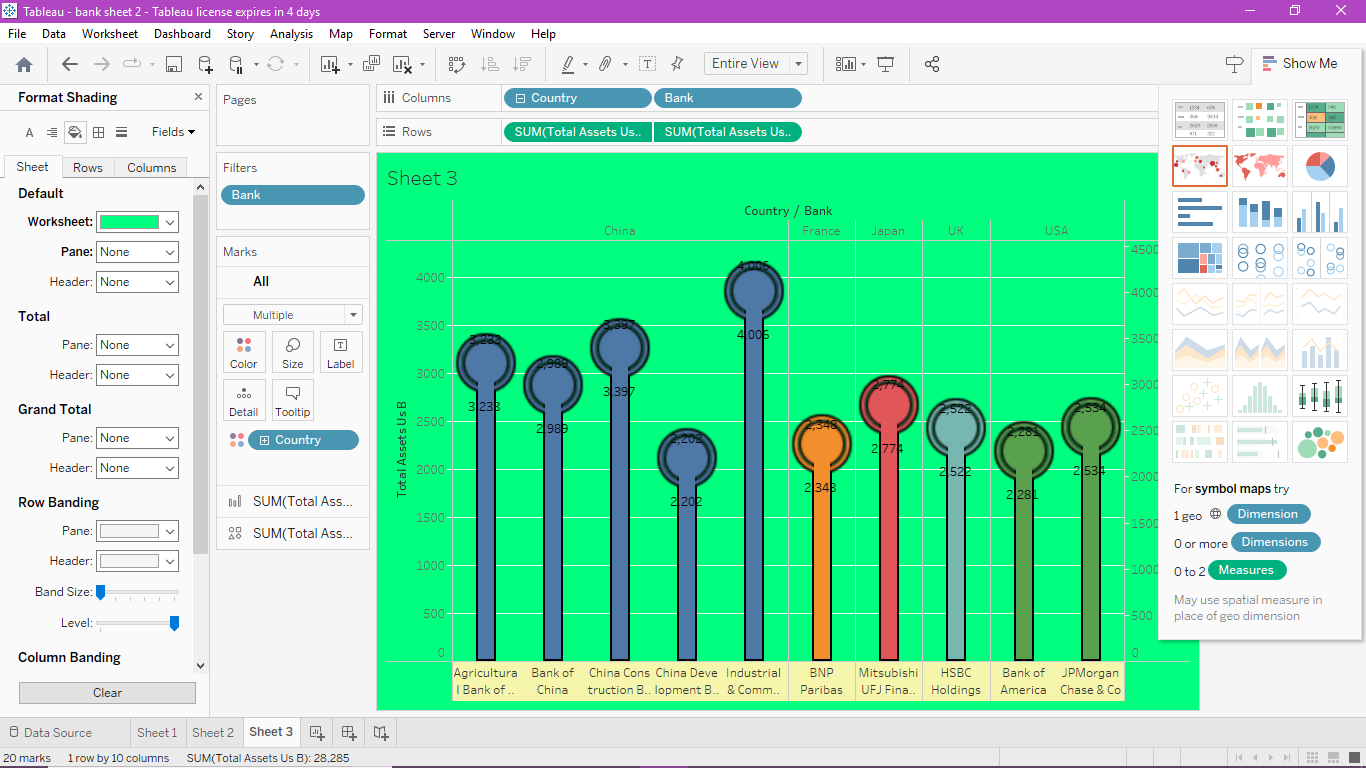 Tableau - bank sheet 2 - Tableau license expires in 4 days
File Data Worksheet Dashboard Story Analysis Map Format Server Window Help
Entire View
Show Me
Format Shading
Fields
Sheet Rows Columns
Default
Worksheet:
Pane: None
Header: None
Total
Pane: None
Header: None
Grand Total
Pane: None
Header: None
Row Banding
Pane:
Header:
Band Size:
Level:
Column Banding
Clear
Pages
Filters
Bank
Marks
All
Multiple
Color Size Label
Detail Tooltip
Country
SUM(Total Ass...
SUM(Total Ass...
Columns Country Bank
Rows SUM(Total Assets Us.. SUM(Total Assets Us..
Sheet 3
Country / Bank
China France Japan UK USA
Total Assets Us B
4000
3500
3000
2500
2000
1500
1000
500
0
3,233
3,233
2,989
2,989
3,397
3,397
2,202
2,202
4,006
4,006
2,348
2,348
2,774
2,774
2,522
2,522
2,281
2,281
2,534
2,534
4500
4000
3500
3000
2500
2000
1500
1000
500
0
Agricultura Bank of China Cons China Deve Industrial BNP Mitsubishi HSBC Bank of JPMorgan
l Bank of .. China truction B.. lopment B.. & Comm.. Paribas UFJ Fina.. Holdings America Chase & Co
For symbol maps try
1 geo Dimension
0 or more Dimensions
0 to 2 Measures
May use spatial measure in
place of geo dimension
Data Source Sheet 1 Sheet 2 Sheet 3
20 marks 1 row by 10 columns SUM(Total Assets Us B): 28,285